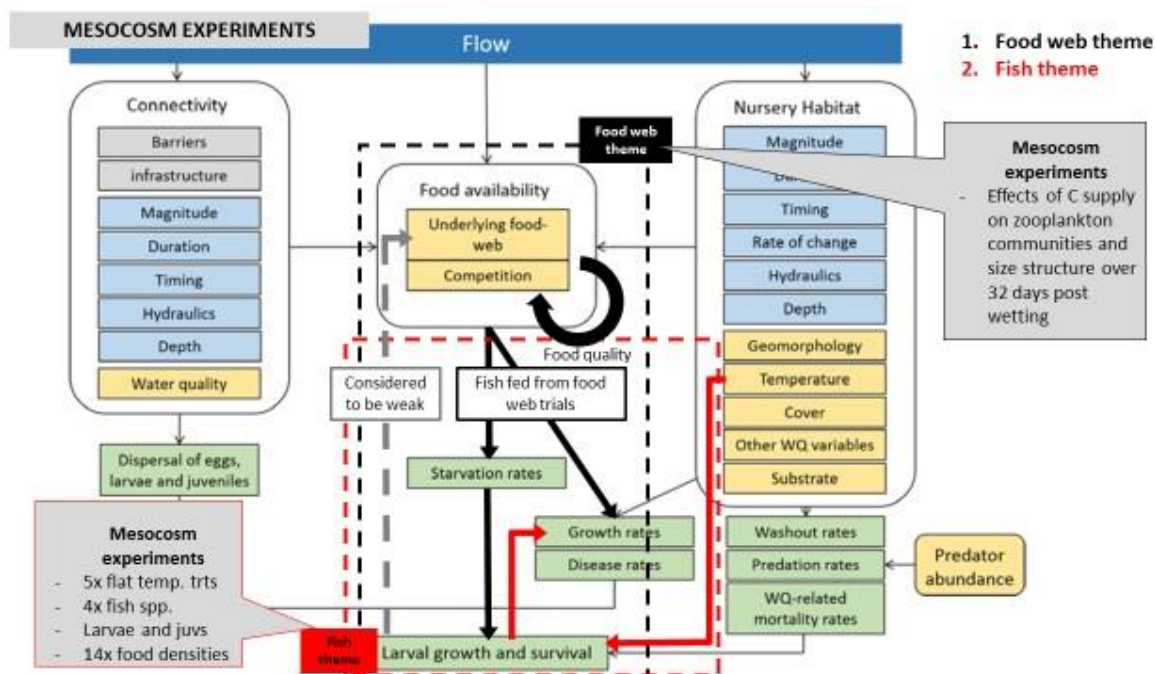 MESOCOSM EXPERIMENTS
Flow
1. Food web theme
2. Fish theme
Connectivity
Barriers
infrastructure
Magnitude
Duration
Timing
Hydraulics
Depth
Water quality
Dispersal of eggs,
larvae and juveniles
Food web
theme
Food availability
Underlying food-
web
Competition
Food quality
Considered
to be weak
Fish fed from food
web trials
Starvation rates
Growth rates
Disease rates
Larval growth and survival
Fish
theme
Nursery Habitat
Magnitude
Timing
Rate of change
Hydraulics
Depth
Geomorphology
Temperature
Cover
Other WQ variables
Substrate
Washout rates
Predation rates
WQ-related
mortality rates
Predator
abundance
Mesocosm
experiments
- Effects of C supply
on zooplankton
communities and
size structure over
32 days post
wetting
Mesocosm
experiments
- 5x flat temp. trts
- 4x fish spp.
- Larvae and juvs
- 14x food densities